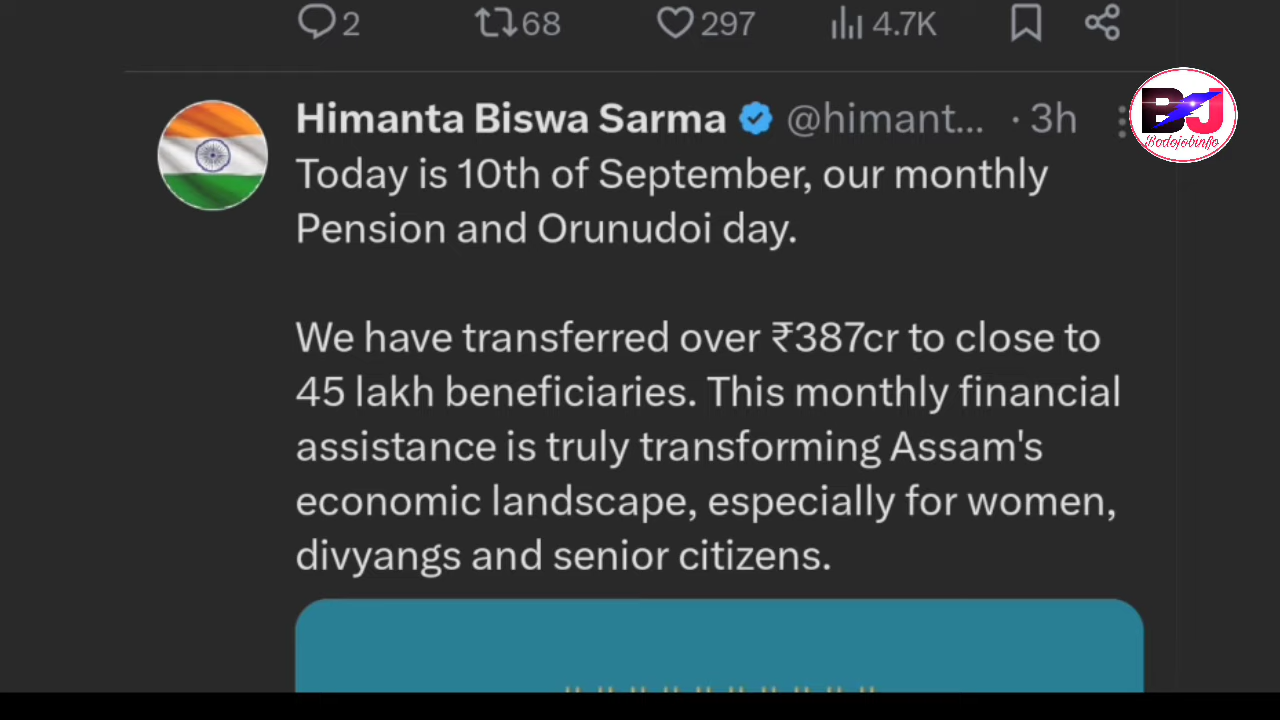 2 68 297 4.7K
Himanta Biswa Sarma @himant... · 3h
BJ
Bodojobinfo
Today is 10th of September, our monthly
Pension and Orunudoi day.
We have transferred over ₹387cr to close to
45 lakh beneficiaries. This monthly financial
assistance is truly transforming Assam's
economic landscape, especially for women,
divyangs and senior citizens.